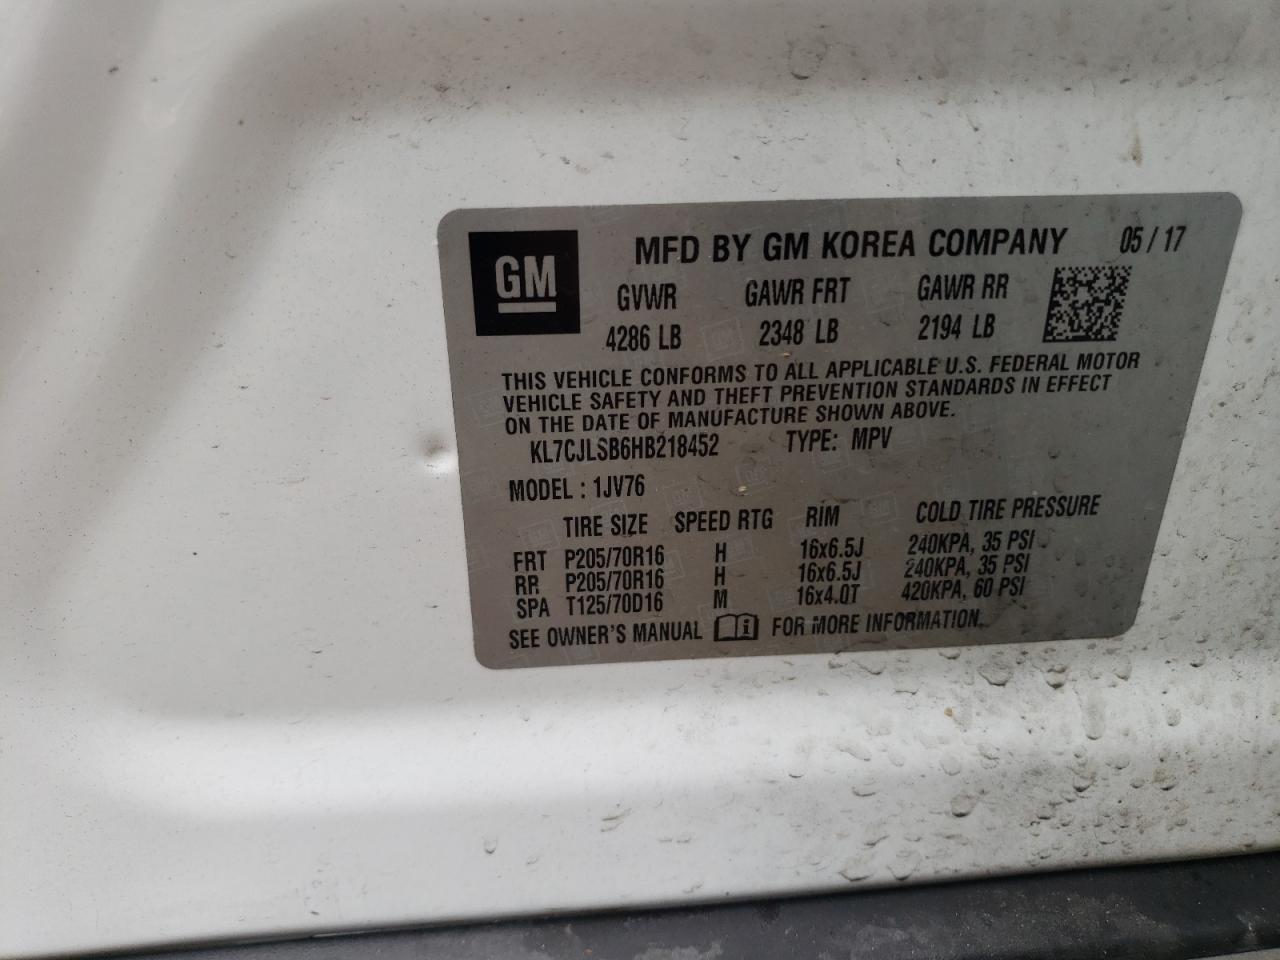 GM
MFD BY GM KOREA COMPANY 05 / 17
GVWR GAWR FRT GAWR RR
4286 LB 2348 LB 2194 LB
THIS VEHICLE CONFORMS TO ALL APPLICABLE U.S. FEDERAL MOTOR
VEHICLE SAFETY AND THEFT PREVENTION STANDARDS IN EFFECT
ON THE DATE OF MANUFACTURE SHOWN ABOVE.
KL7CJLSB6HB218452 TYPE: MPV
MODEL : 1JV76
TIRE SIZE SPEED RTG RIM COLD TIRE PRESSURE
FRT P205/70R16 H 16x6.5J 240KPA, 35 PSI
RR P205/70R16 H 16x6.5J 240KPA, 35 PSI
SPA T125/70D16 M 16x4.0T 420KPA, 60 PSI
SEE OWNER'S MANUAL i FOR MORE INFORMATION.